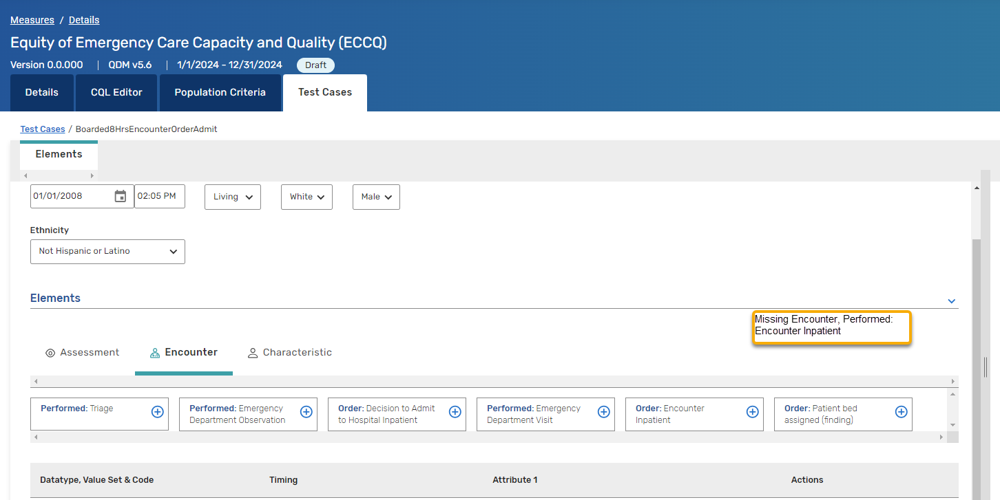 Measures / Details
Equity of Emergency Care Capacity and Quality (ECCQ)
Version 0.0.000 | QDM v5.6 | 1/1/2024 - 12/31/2024 Draft
Details CQL Editor Population Criteria Test Cases
Test Cases / Boarded8HrsEncounterOrderAdmit
Elements
01/01/2008 02:05 PM Living White Male
Ethnicity
Not Hispanic or Latino
Elements
Missing Encounter, Performed:
Encounter Inpatient
Assessment Encounter Characteristic
Performed: Triage
Performed: Emergency
Department Observation
Order: Decision to Admit
to Hospital Inpatient
Performed: Emergency
Department Visit
Order: Encounter
Inpatient
Order: Patient bed
assigned (finding)
Datatype, Value Set & Code Timing Attribute 1 Actions